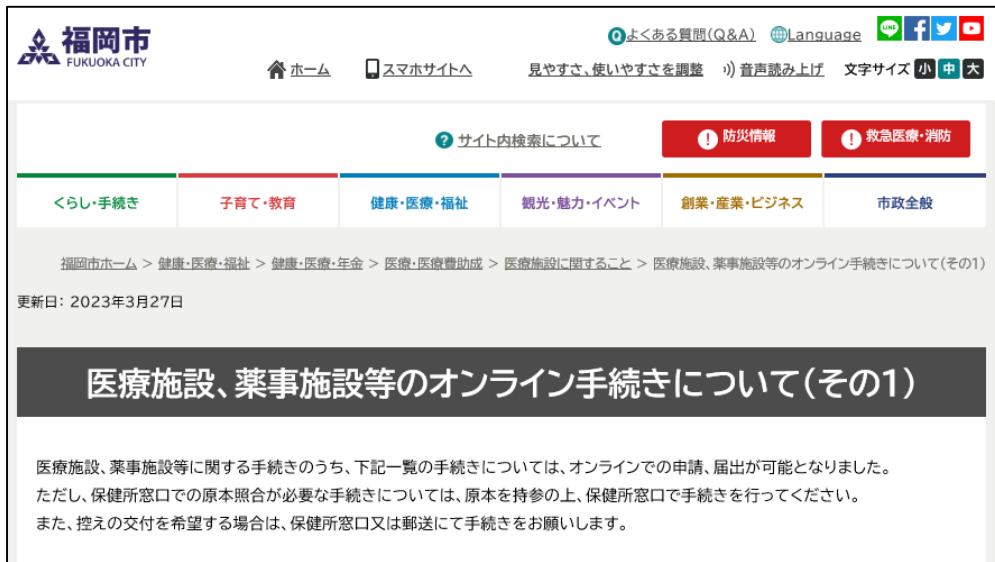 福岡市
FUKUOKA CITY
よくある質問(Q&A) Language LINE
ホーム スマホサイトへ 見やすさ、使いやすさを調整 音声読み上げ 文字サイズ 小 中 大
? サイト内検索について ! 防災情報 ! 救急医療・消防
くらし・手続き 子育て・教育 健康・医療・福祉 観光・魅力・イベント 創業・産業・ビジネス 市政全般
福岡市ホーム > 健康・医療・福祉 > 健康・医療・年金 > 医療・医療費助成 > 医療施設に関すること > 医療施設、薬事施設等のオンライン手続きについて(その1)
更新日: 2023年3月27日
医療施設、薬事施設等のオンライン手続きについて(その1)
医療施設、薬事施設等に関する手続きのうち、下記一覧の手続きについては、オンラインでの申請、届出が可能となりました。
ただし、保健所窓口での原本照合が必要な手続きについては、原本を持参の上、保健所窓口で手続きを行ってください。
また、控えの交付を希望する場合は、保健所窓口又は郵送にて手続きをお願いします。